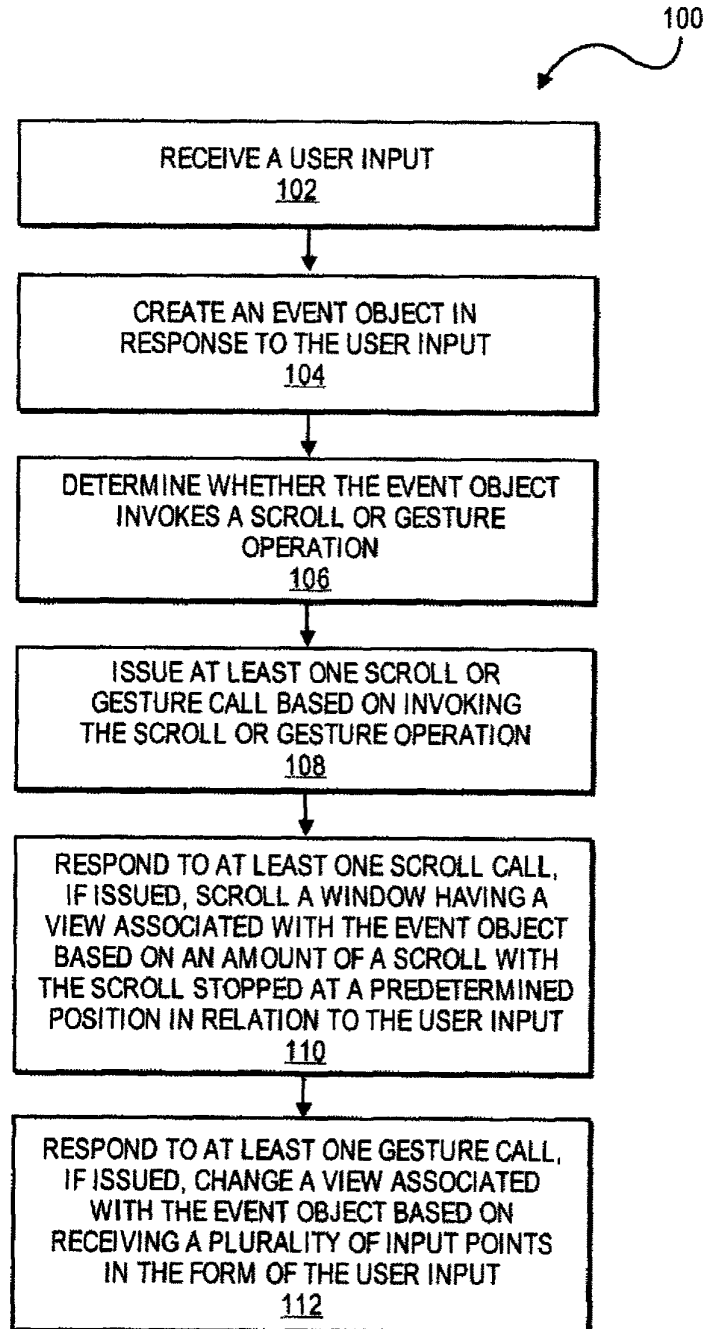 100
RECEIVE A USER INPUT
102
CREATE AN EVENT OBJECT IN
RESPONSE TO THE USER INPUT
104
DETERMINE WHETHER THE EVENT OBJECT
INVOKES A SCROLL OR GESTURE
OPERATION
106
ISSUE AT LEAST ONE SCROLL OR
GESTURE CALL BASED ON INVOKING
THE SCROLL OR GESTURE OPERATION
108
RESPOND TO AT LEAST ONE SCROLL CALL,
IF ISSUED, SCROLL A WINDOW HAVING A
VIEW ASSOCIATED WITH THE EVENT OBJECT
BASED ON AN AMOUNT OF A SCROLL WITH
THE SCROLL STOPPED AT A PREDETERMINED
POSITION IN RELATION TO THE USER INPUT
110
RESPOND TO AT LEAST ONE GESTURE CALL,
IF ISSUED, CHANGE A VIEW ASSOCIATED
WITH THE EVENT OBJECT BASED ON
RECEIVING A PLURALITY OF INPUT POINTS
IN THE FORM OF THE USER INPUT
112